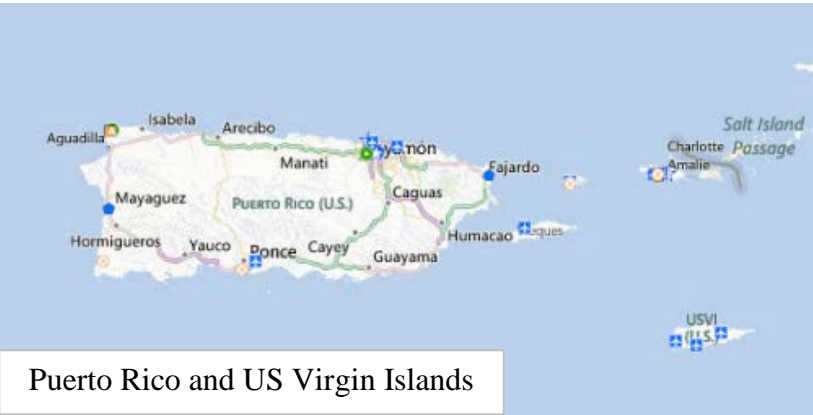 Isabela
Arecibo
Aguadilla
Manati
Fajardo
Salt Island
Passage
Charlotte
Amalie
Mayaguez
PUERTO RICO (U.S.)
Caguas
Hormigueros
Yauco
Ponce
Cayey
Humacao
Guayama
USVI
(U.S.)
Puerto Rico and US Virgin Islands